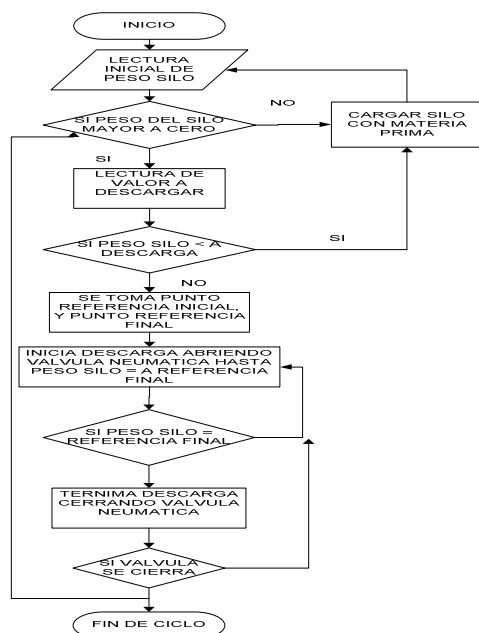 INICIO
LECTURA
INICIAL DE
PESO SILO
SI PESO DEL SILO
MAYOR A CERO
NO
CARGAR SILO
CON MATERIA
PRIMA
SI
LECTURA DE
VALOR A
DESCARGAR
SI PESO SILO < A
DESCARGA
SI
NO
SE TOMA PUNTO
REFERENCIA INICIAL,
Y PUNTO REFERENCIA
FINAL
INICIA DESCARGA ABRIENDO
VALVULA NEUMATICA HASTA
PESO SILO = A REFERENCIA
FINAL
SI PESO SILO =
REFERENCIA FINAL
TERNIMA DESCARGA
CERRANDO VALVULA
NEUMATICA
SI VALVULA
SE CIERRA
FIN DE CICLO